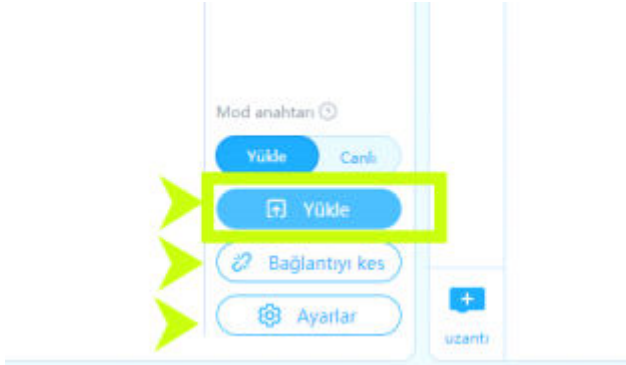 Mod anahtarı
Yükle Canlı
Yükle
Bağlantıyı kes
Ayarlar
uzantı